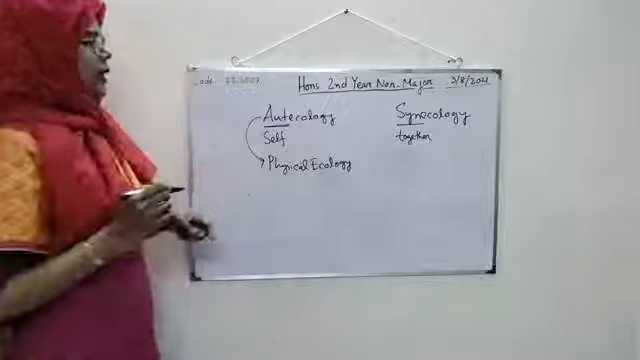 Hons 2nd Year Non. Major 3/8/2021
Autecology Synecology
Self together
Physical Ecology